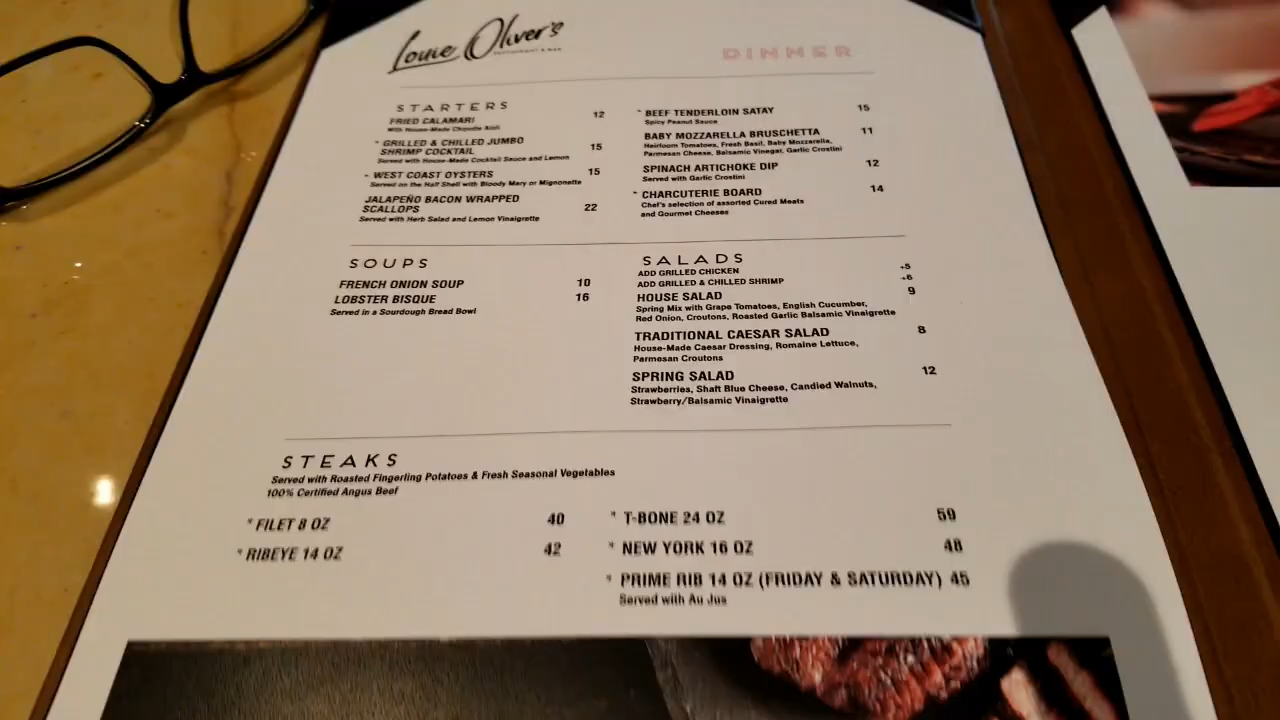 Louie Oliver's
RESTAURANT & BAR
DINNER
STARTERS
FRIED CALAMARI 12
With House-Made Chipotle Aioli
* GRILLED & CHILLED JUMBO
SHRIMP COCKTAIL 15
Served with House-Made Cocktail Sauce and Lemon
* WEST COAST OYSTERS 15
Served on the Half Shell with Bloody Mary or Mignonette
JALAPEÑO BACON WRAPPED
SCALLOPS 22
Served with Herb Salad and Lemon Vinaigrette
* BEEF TENDERLOIN SATAY 15
Spicy Peanut Sauce
BABY MOZZARELLA BRUSCHETTA 11
Heirloom Tomatoes, Fresh Basil, Baby Mozzarella,
Parmesan Cheese, Balsamic Vinegar, Garlic Crostini
SPINACH ARTICHOKE DIP 12
Served with Garlic Crostini
* CHARCUTERIE BOARD 14
Chef's selection of assorted Cured Meats
and Gourmet Cheeses
SOUPS
FRENCH ONION SOUP 10
LOBSTER BISQUE 16
Served in a Sourdough Bread Bowl
SALADS
ADD GRILLED CHICKEN +5
ADD GRILLED & CHILLED SHRIMP +6
HOUSE SALAD 9
Spring Mix with Grape Tomatoes, English Cucumber,
Red Onion, Croutons, Roasted Garlic Balsamic Vinaigrette
TRADITIONAL CAESAR SALAD 8
House-Made Caesar Dressing, Romaine Lettuce,
Parmesan Croutons
SPRING SALAD 12
Strawberries, Shaft Blue Cheese, Candied Walnuts,
Strawberry/Balsamic Vinaigrette
STEAKS
Served with Roasted Fingerling Potatoes & Fresh Seasonal Vegetables
100% Certified Angus Beef
* FILET 8 OZ 40
* RIBEYE 14 OZ 42
* T-BONE 24 OZ 59
* NEW YORK 16 OZ 48
* PRIME RIB 14 OZ (FRIDAY & SATURDAY) 45
Served with Au Jus